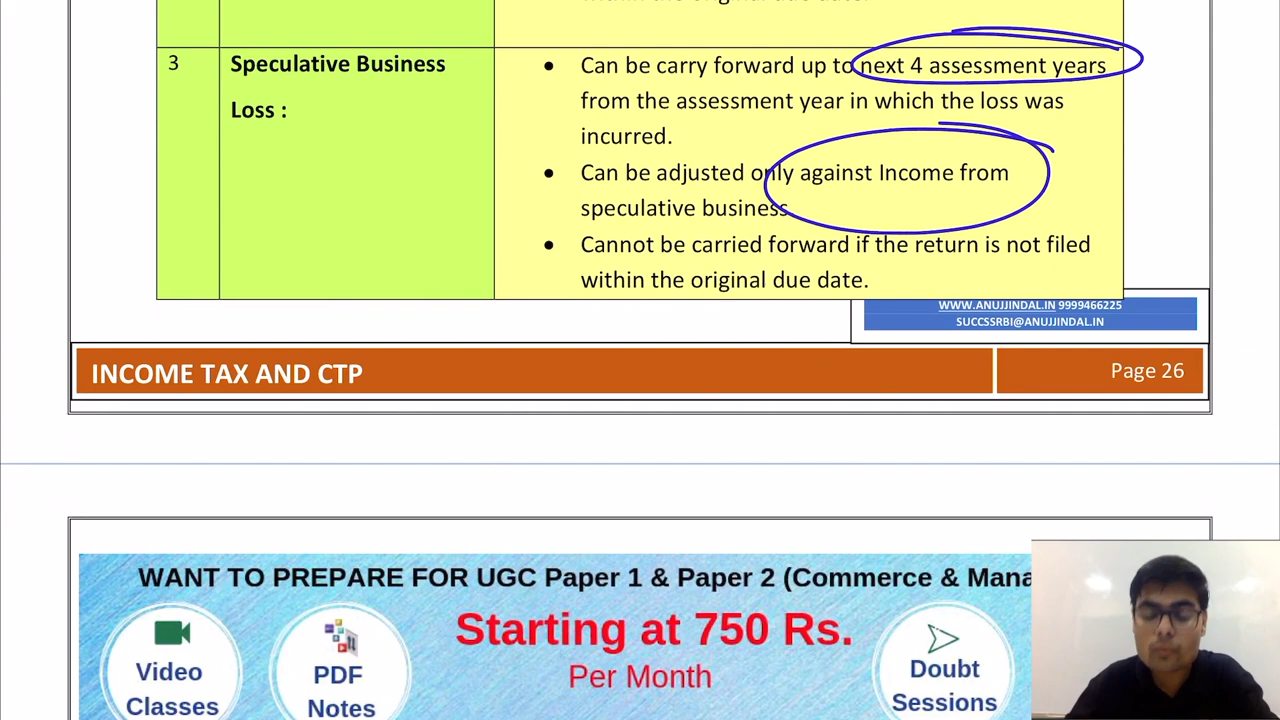 3
Speculative Business
Loss :
• Can be carry forward up to next 4 assessment years
from the assessment year in which the loss was
incurred.
• Can be adjusted only against Income from
speculative business
• Cannot be carried forward if the return is not filed
within the original due date.
WWW.ANUJJINDAL.IN 9999466225
SUCCSSRBI@ANUJJINDAL.IN
INCOME TAX AND CTP
Page 26
WANT TO PREPARE FOR UGC Paper 1 & Paper 2 (Commerce & Mana
Starting at 750 Rs.
Per Month
Video
Classes
PDF
Notes
Doubt
Sessions